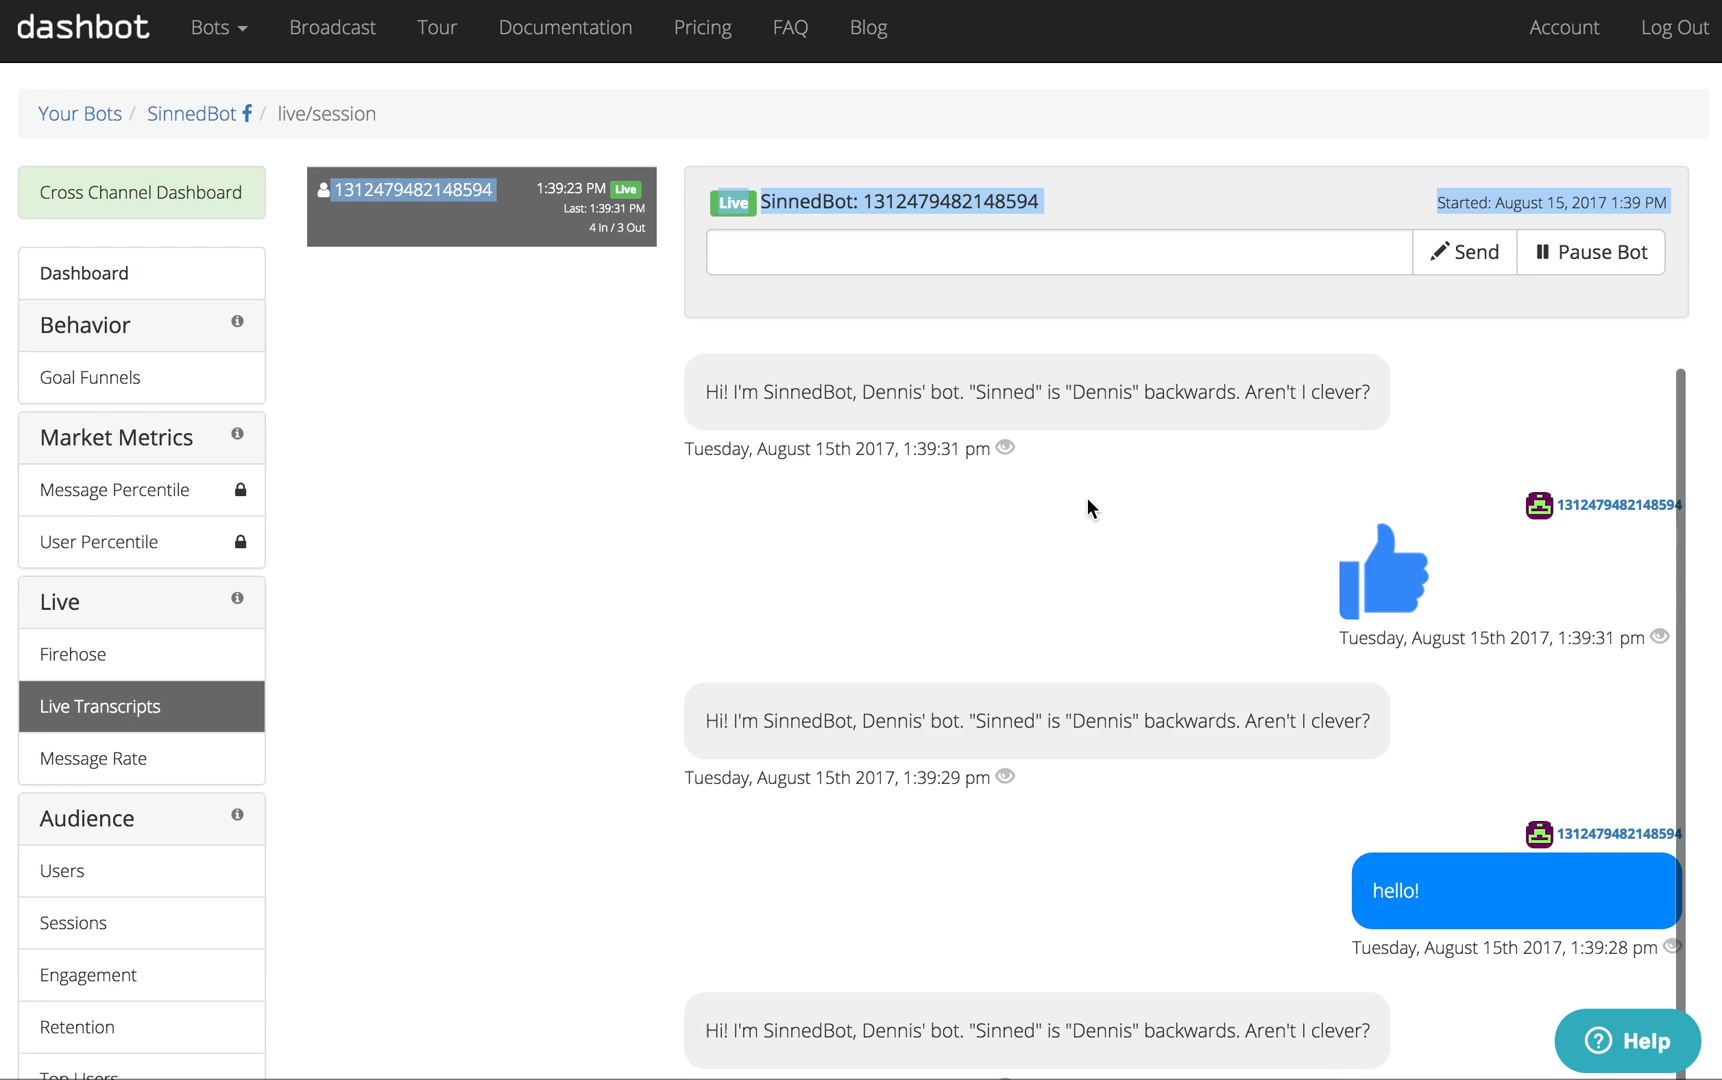 dashbot Bots Broadcast Tour Documentation Pricing FAQ Blog Account Log Out
Your Bots / SinnedBot / live/session
Cross Channel Dashboard
Dashboard
Behavior
Goal Funnels
Market Metrics
Message Percentile
User Percentile
Live
Firehose
Live Transcripts
Message Rate
Audience
Users
Sessions
Engagement
Retention
Top Users
1312479482148594 1:39:23 PM Live
Last: 1:39:31 PM
4 In / 3 Out
Live SinnedBot: 1312479482148594 Started: August 15, 2017 1:39 PM
Send Pause Bot
Hi! I'm SinnedBot, Dennis' bot. "Sinned" is "Dennis" backwards. Aren't I clever?
Tuesday, August 15th 2017, 1:39:31 pm
1312479482148594
Tuesday, August 15th 2017, 1:39:31 pm
Hi! I'm SinnedBot, Dennis' bot. "Sinned" is "Dennis" backwards. Aren't I clever?
Tuesday, August 15th 2017, 1:39:29 pm
1312479482148594
hello!
Tuesday, August 15th 2017, 1:39:28 pm
Hi! I'm SinnedBot, Dennis' bot. "Sinned" is "Dennis" backwards. Aren't I clever?
Help